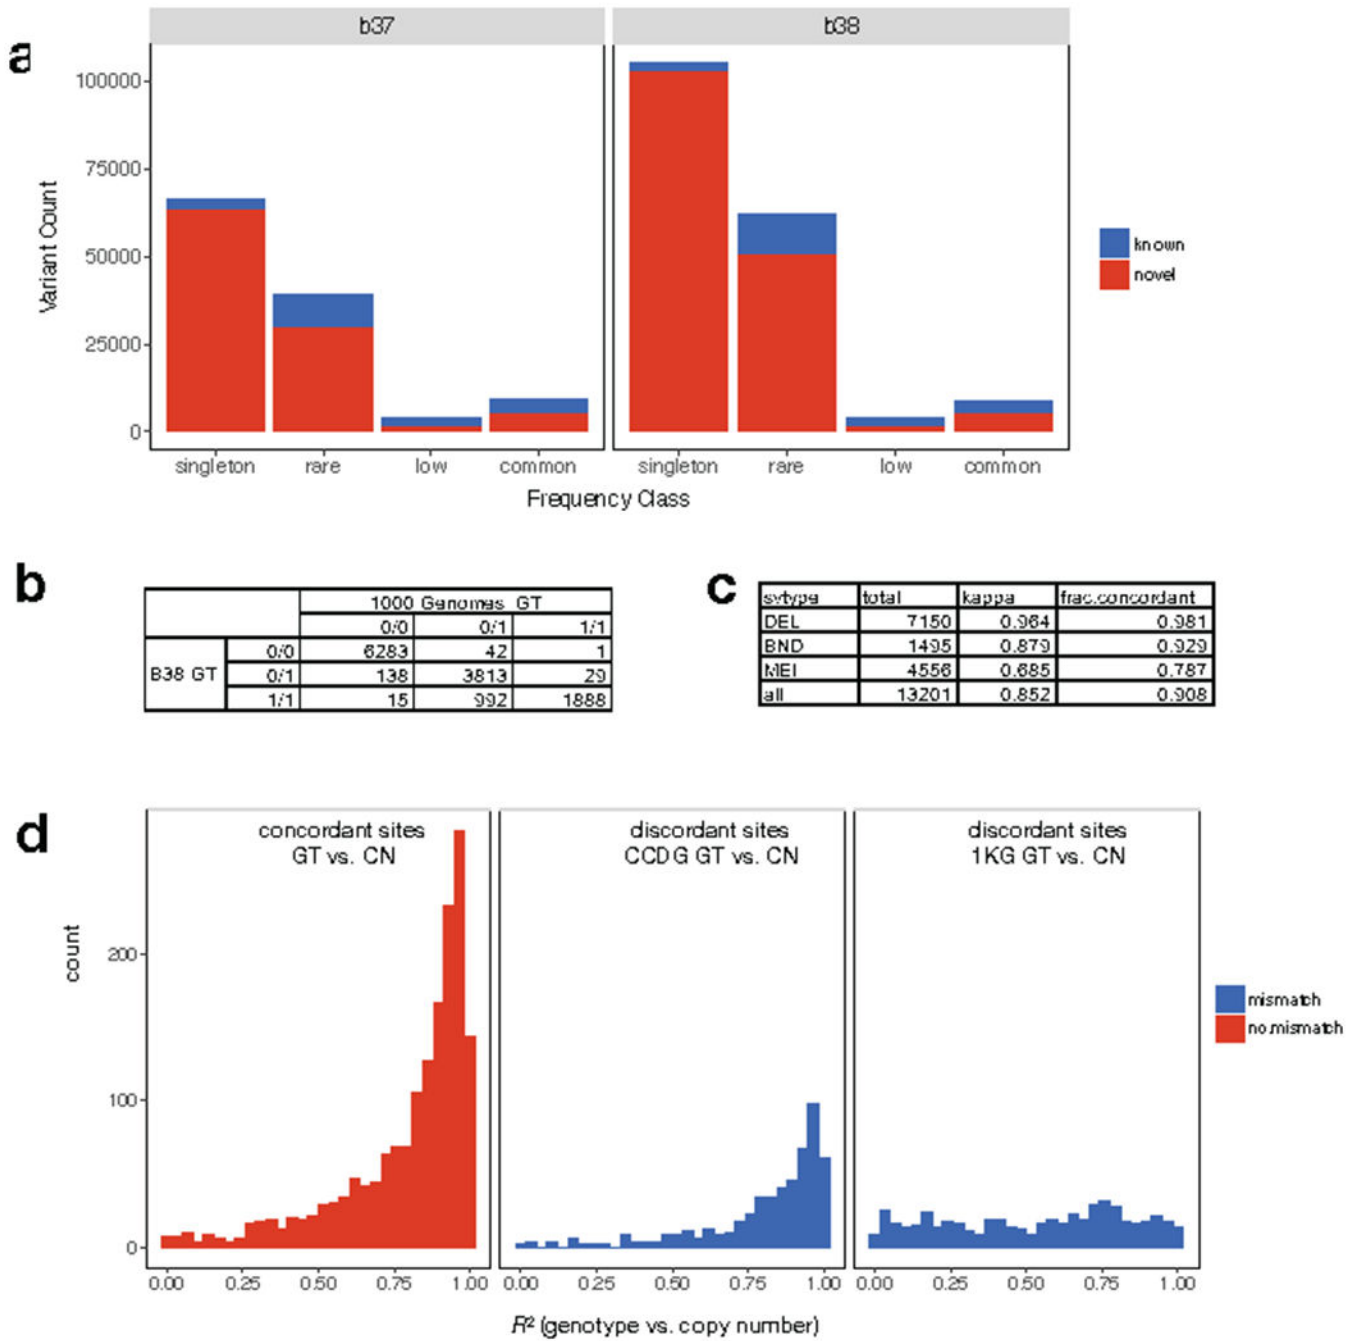 a
b37 b38
100000
75000
50000
25000
0
Variant Count
singleton rare low common singleton rare low common
Frequency Class
known
novel
b
1000 Genomes GT
0/0 0/1 1/1
B38 GT
0/0 6283 42 1
0/1 138 3813 29
1/1 15 992 1888
c
svtype total kappa frac.concordant
DEL 7150 0.964 0.981
BND 1495 0.879 0.929
MEI 4556 0.685 0.787
all 13201 0.852 0.908
d
concordant sites
GT vs. CN
discordant sites
CCDG GT vs. CN
discordant sites
1KG GT vs. CN
count
200
100
0
0.00 0.25 0.50 0.75 1.00 0.00 0.25 0.50 0.75 1.00 0.00 0.25 0.50 0.75 1.00
R² (genotype vs. copy number)
mismatch
no.mismatch